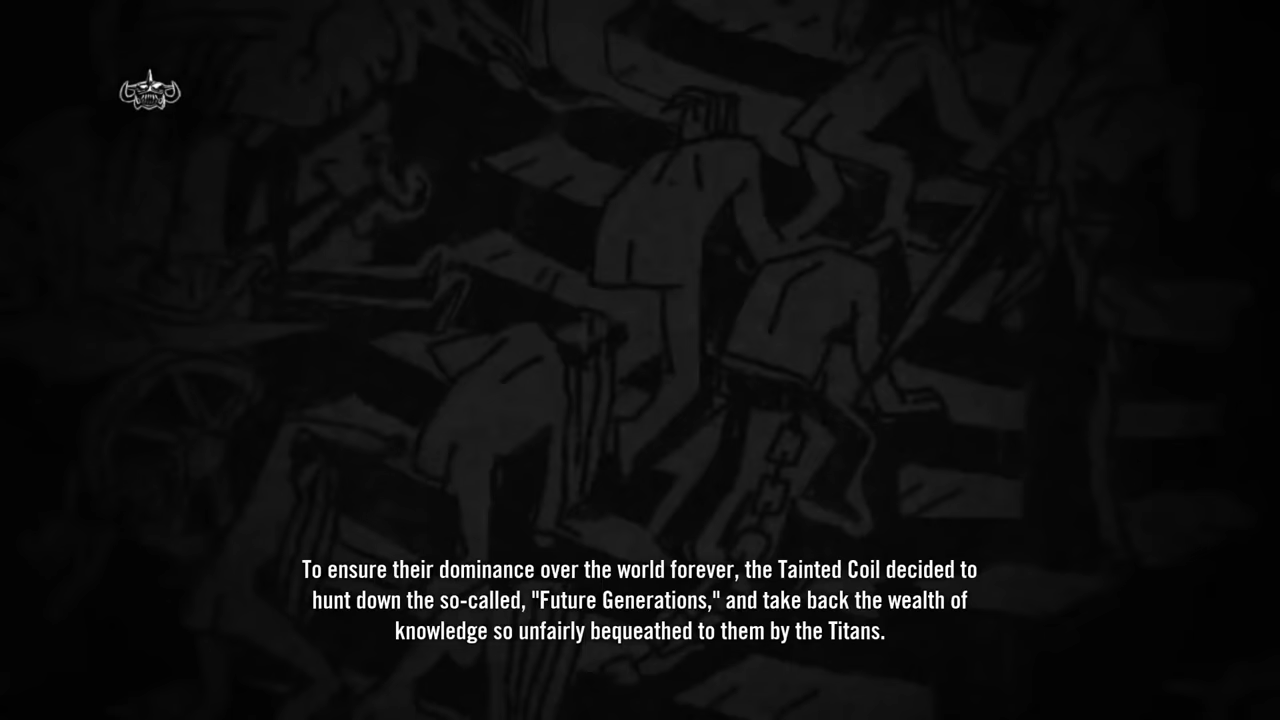 To ensure their dominance over the world forever, the Tainted Coil decided to
hunt down the so-called, "Future Generations," and take back the wealth of
knowledge so unfairly bequeathed to them by the Titans.